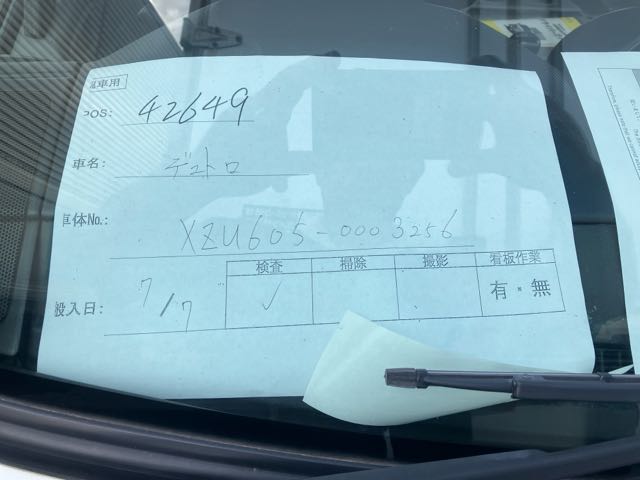 車用
POS: 42649
車名: デュトロ
車体No.: XZU605-0003256
搬入日: 7/7
検査 掃除 撮影 看板作業
✓ 有・無